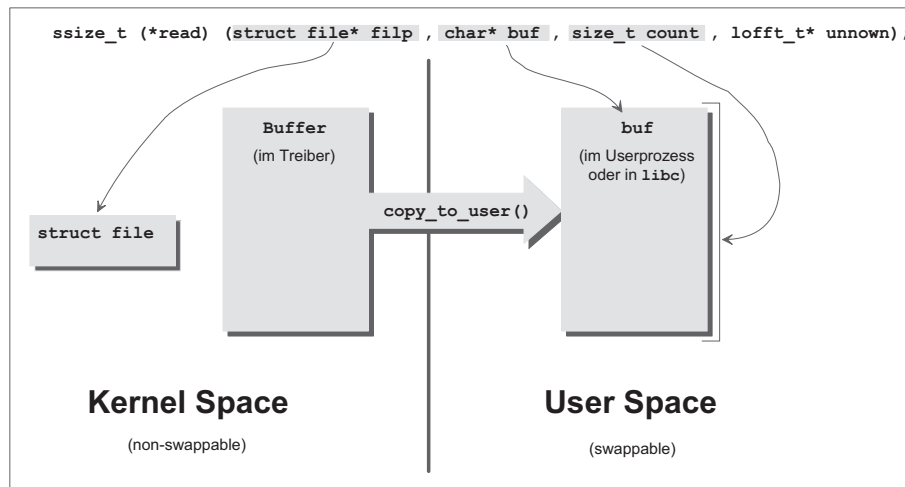 ssize_t (*read) (struct file* filp , char* buf , size_t count , lofft_t* unnown),
Buffer
(im Treiber)
buf
(im Userprozess
oder in libc)
copy_to_user()
struct file
Kernel Space
(non-swappable)
User Space
(swappable)